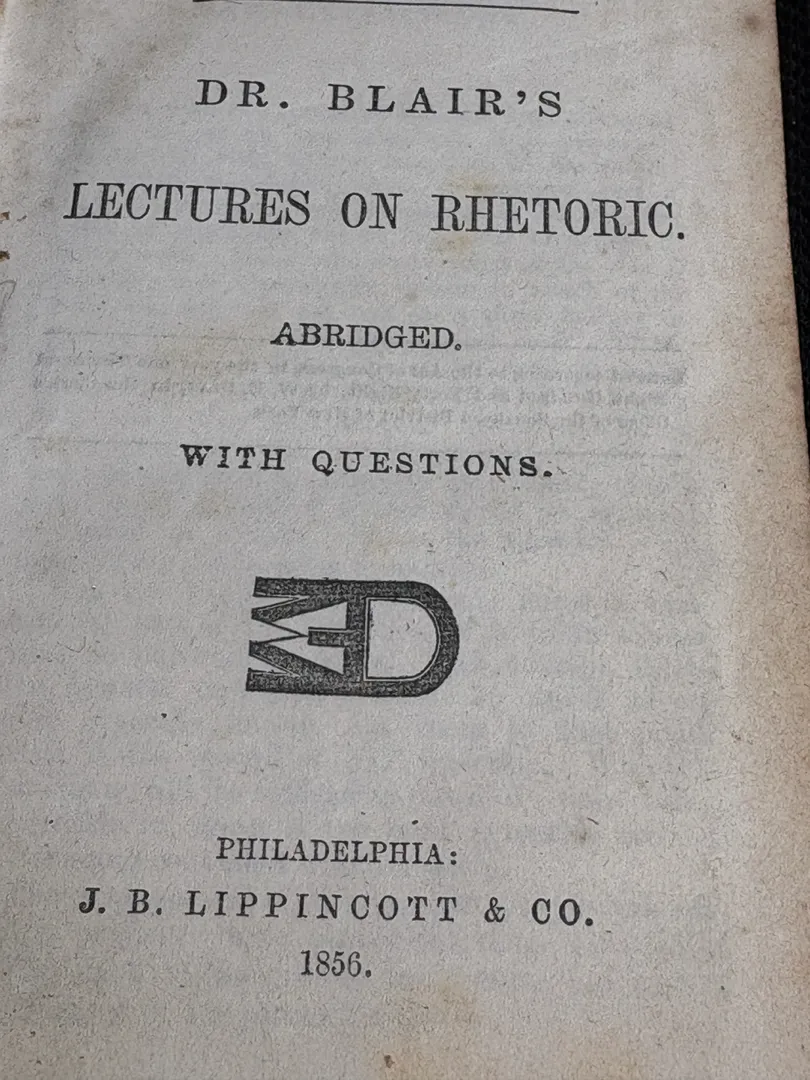 DR. BLAIR'S
LECTURES ON RHETORIC.
ABRIDGED.
WITH QUESTIONS.
PHILADELPHIA:
J. B. LIPPINCOTT & CO.
1856.